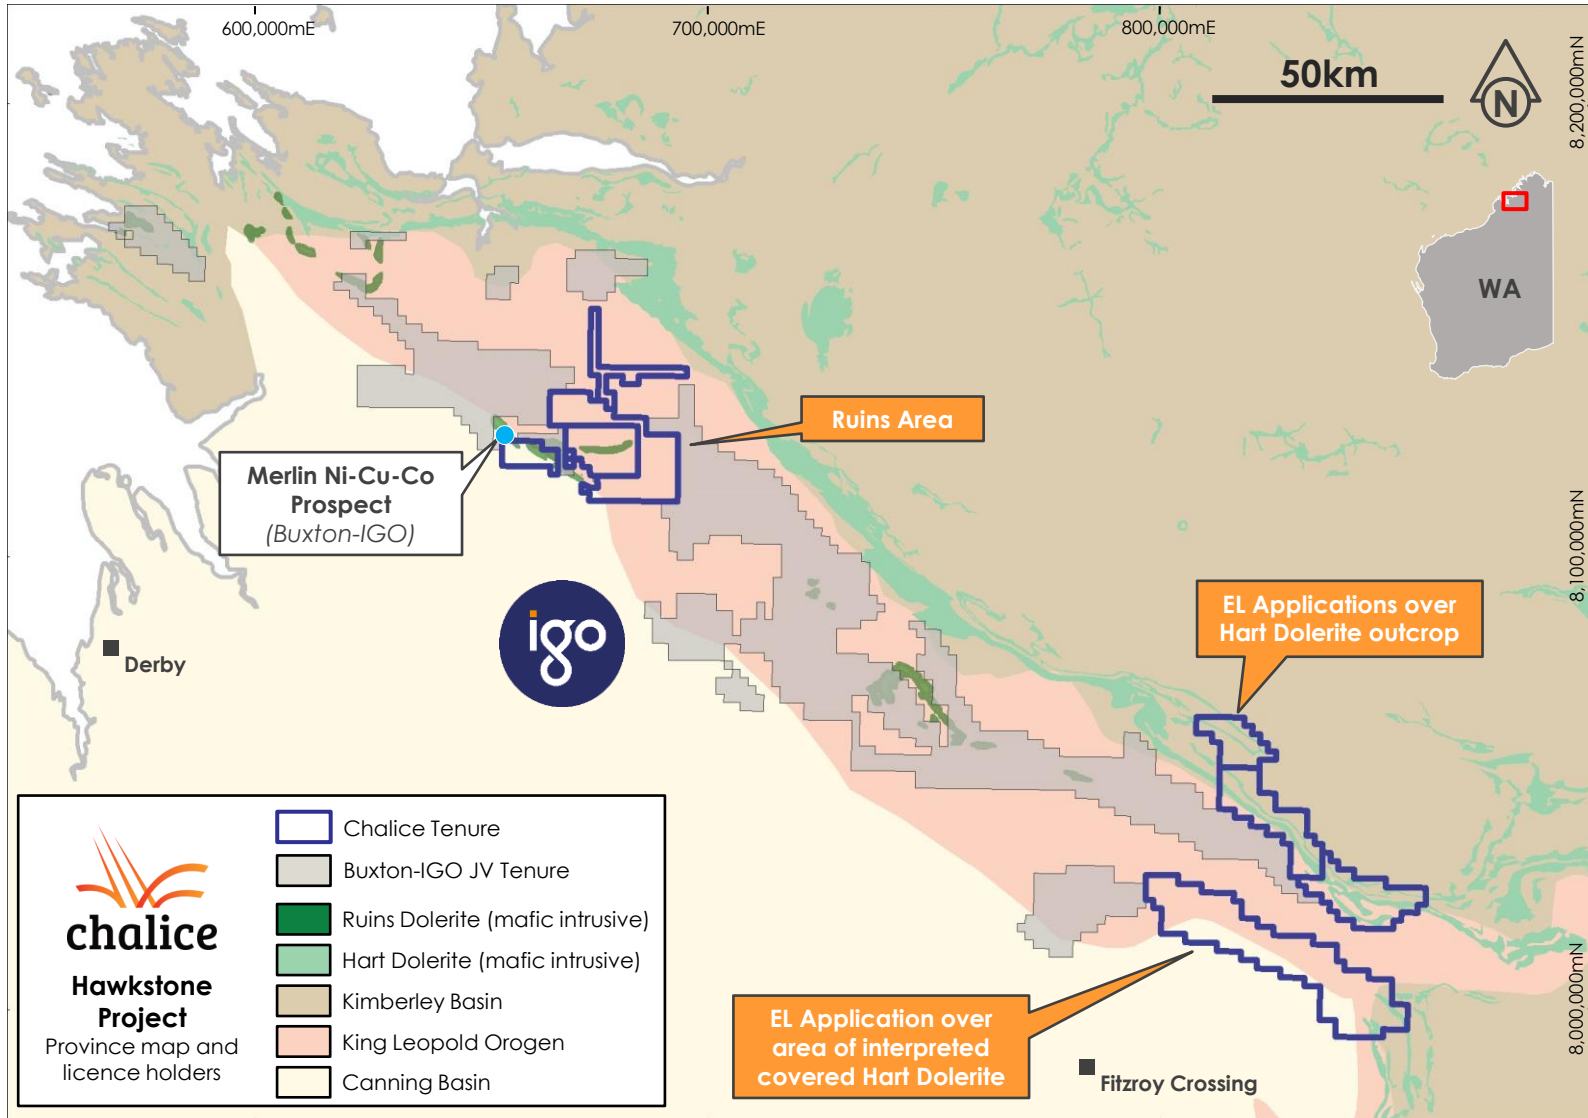 600,000mE
700,000mE
800,000mE
8,200,000mN
50km
N
WA
Ruins Area
Merlin Ni-Cu-Co
Prospect
(Buxton-IGO)
8,100,000mN
igo
EL Applications over
Hart Dolerite outcrop
Derby
chalice
Hawkstone
Project
Province map and
licence holders
Chalice Tenure
Buxton-IGO JV Tenure
Ruins Dolerite (mafic intrusive)
Hart Dolerite (mafic intrusive)
Kimberley Basin
King Leopold Orogen
Canning Basin
EL Application over
area of interpreted
covered Hart Dolerite
8,000,000mN
Fitzroy Crossing